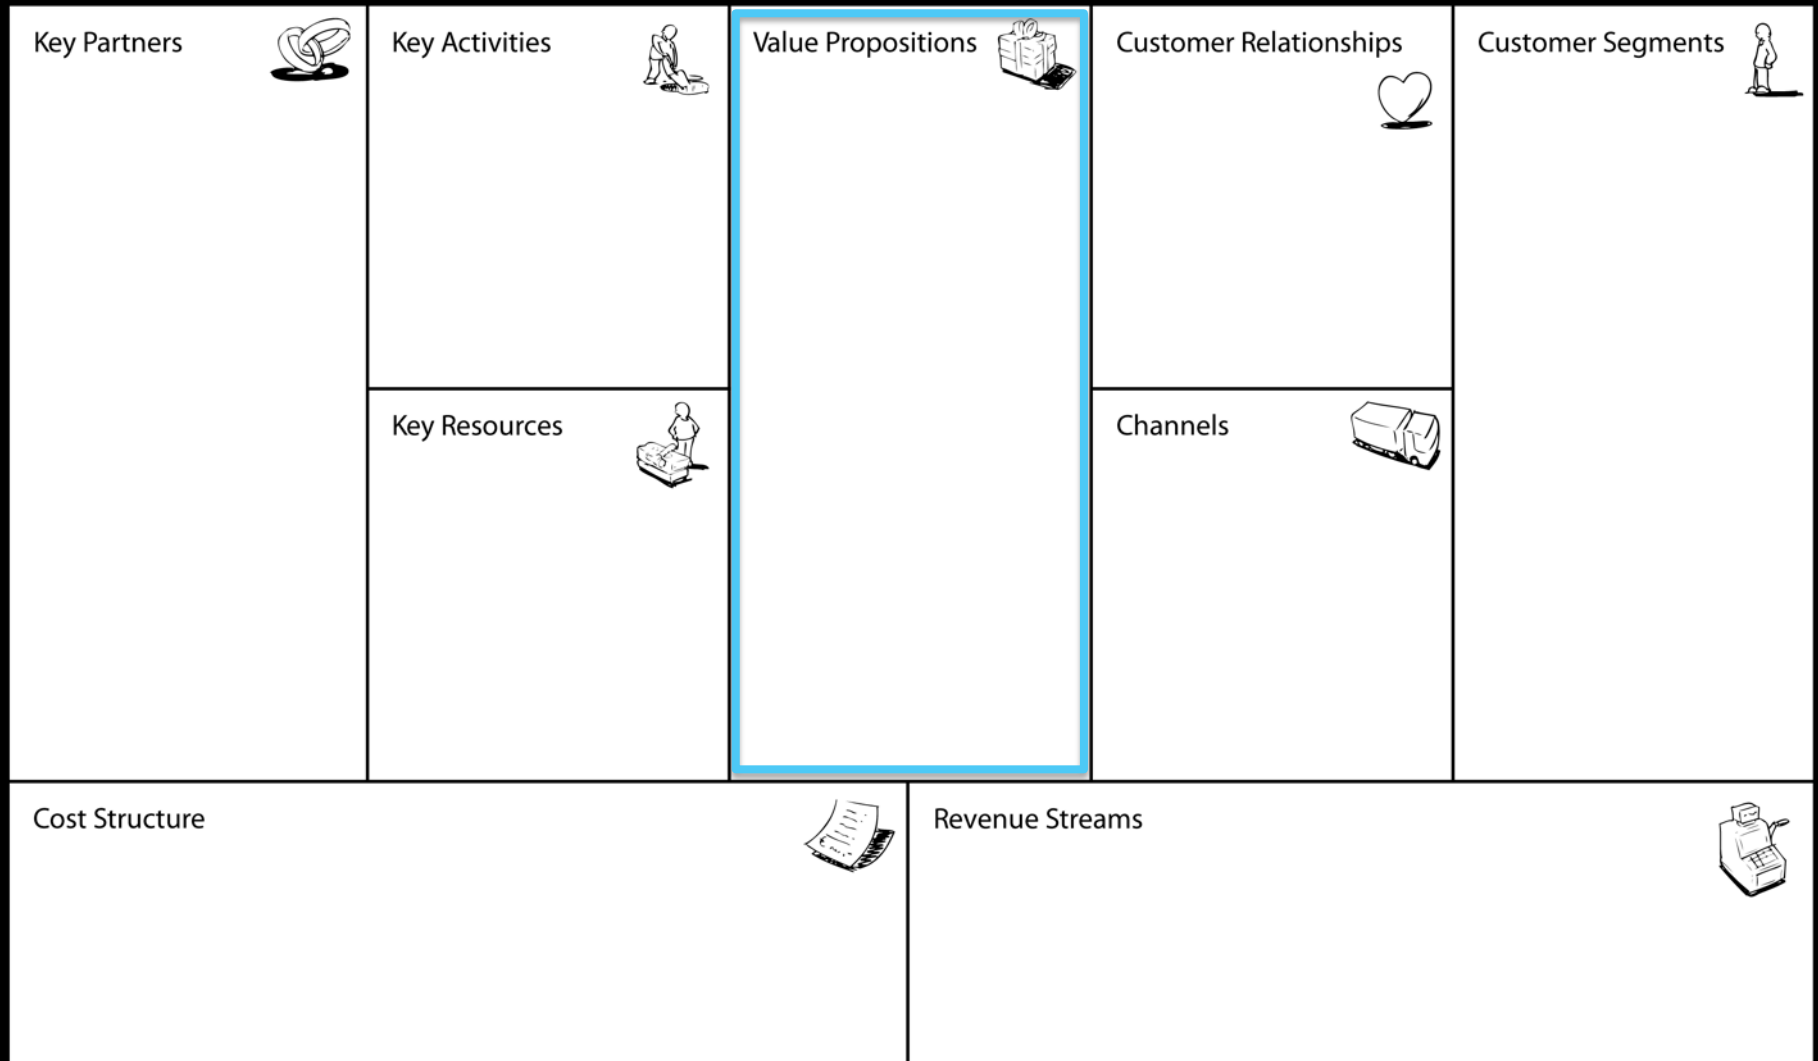 Key Partners
Key Activities
Value Propositions
Customer Relationships
Customer Segments
Key Resources
Channels
Cost Structure
Revenue Streams